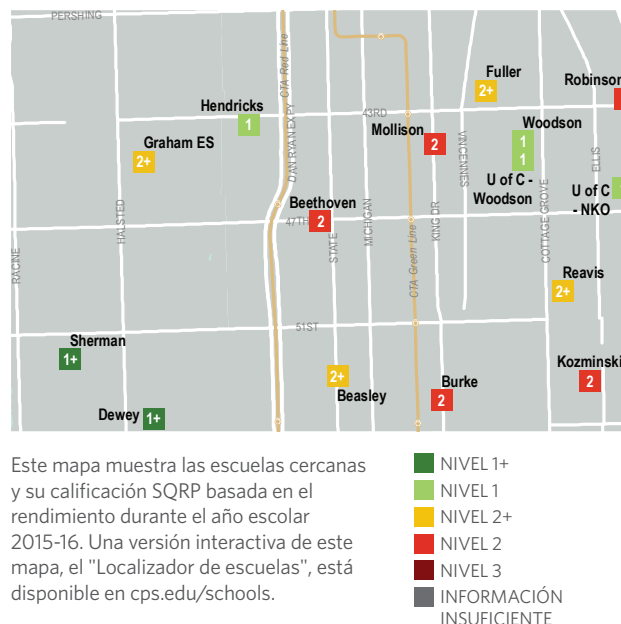 PERSHING
CTA Red Line
DAN RYAN EXPY
Fuller
2+
Robinson
Hendricks
1
43RD
Mollison
2
Woodson
1
1
Graham ES
2+
VINCENNES
U of C -
Woodson
ELLIS
U of C
- NKO
HALSTED
Beethoven
2
47TH
STATE
MICHIGAN
CTA Green Line
KING DR
COTTAGE GROVE
RACINE
Reavis
2+
51ST
Sherman
1+
Kozminski
2
2+
Beasley
Burke
2
Dewey
1+
Este mapa muestra las escuelas cercanas
y su calificación SQRP basada en el
rendimiento durante el año escolar
2015-16. Una versión interactiva de este
mapa, el "Localizador de escuelas", está
disponible en cps.edu/schools.
NIVEL 1+
NIVEL 1
NIVEL 2+
NIVEL 2
NIVEL 3
INFORMACIÓN
INSUFICIENTE